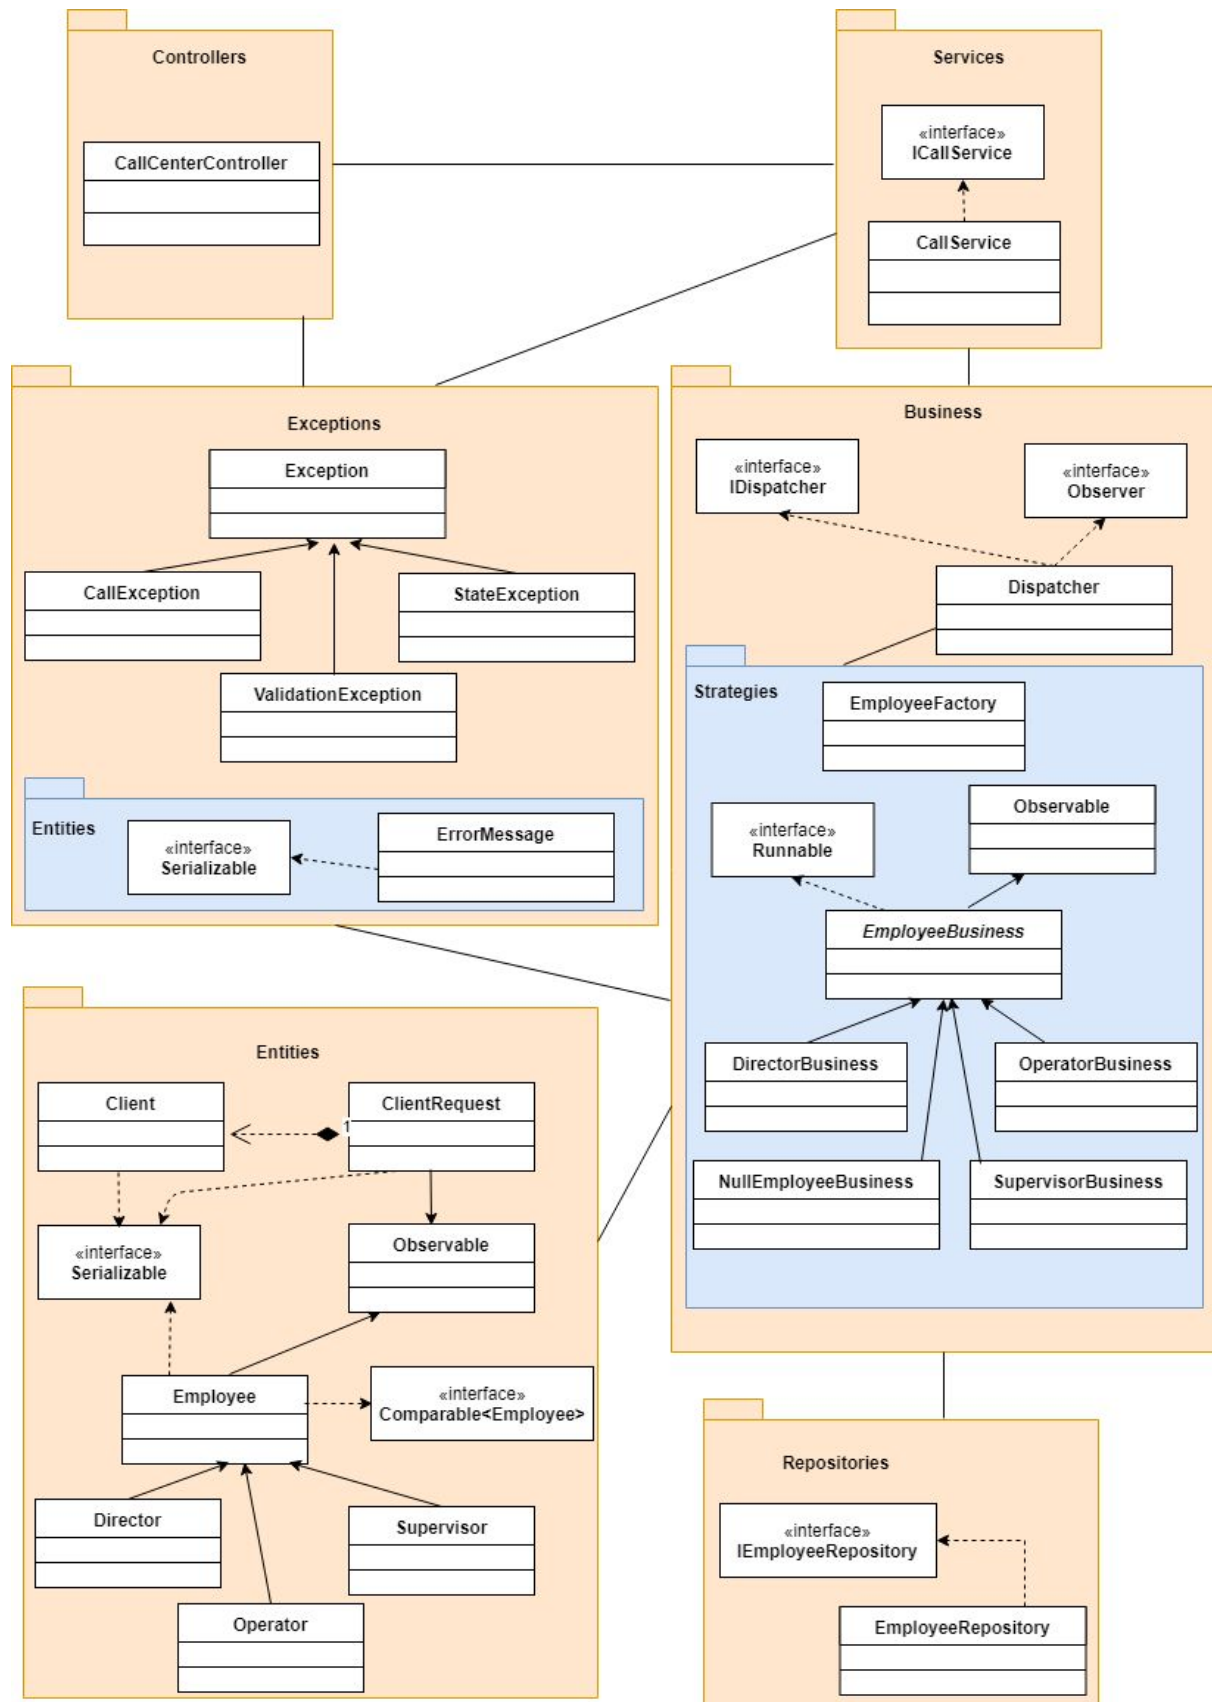 Controllers
CallCenterController
Services
«interface»
ICallService
CallService
Exceptions
Exception
CallException
StateException
ValidationException
Entities
«interface»
Serializable
ErrorMessage
Business
«interface»
IDispatcher
«interface»
Observer
Dispatcher
Strategies
EmployeeFactory
«interface»
Runnable
Observable
EmployeeBusiness
DirectorBusiness
OperatorBusiness
NullEmployeeBusiness
SupervisorBusiness
Entities
Client
1
ClientRequest
«interface»
Serializable
Observable
Employee
«interface»
Comparable<Employee>
Director
Supervisor
Operator
Repositories
«interface»
IEmployeeRepository
EmployeeRepository